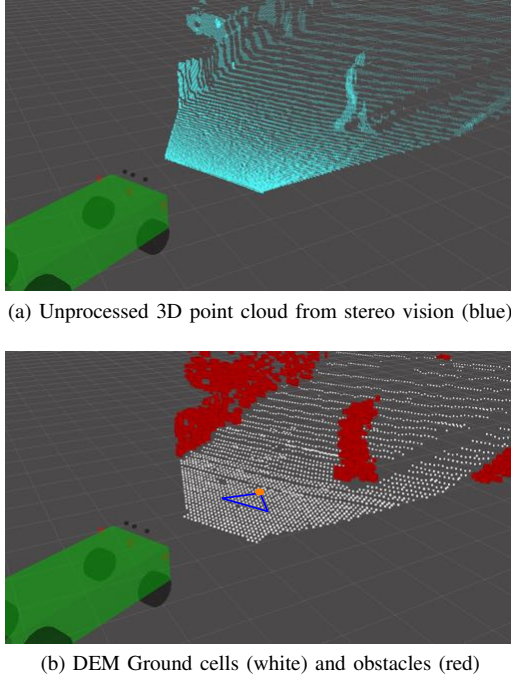 (a) Unprocessed 3D point cloud from stereo vision (blue)
(b) DEM Ground cells (white) and obstacles (red)